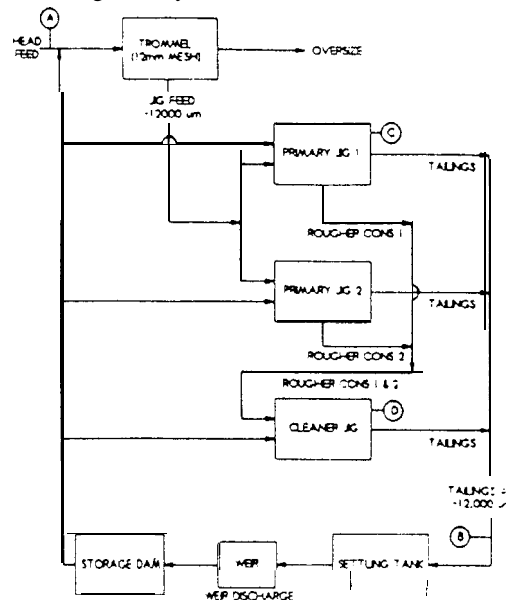 A
HEAD
FEED
TROMMEL
(12mm MESH)
OVERSIZE
JIG FEED
-12000 um
PRIMARY JIG 1
C
TAILINGS
ROUGHER CONS 1
PRIMARY JIG 2
TAILINGS
ROUGHER CONS 2
ROUGHER CONS 1 & 2
CLEANER JIG
D
TAILINGS
TAILINGS
-12,000
B
STORAGE DAM
WEIR
SETTLING TANK
WEIR DISCHARGE